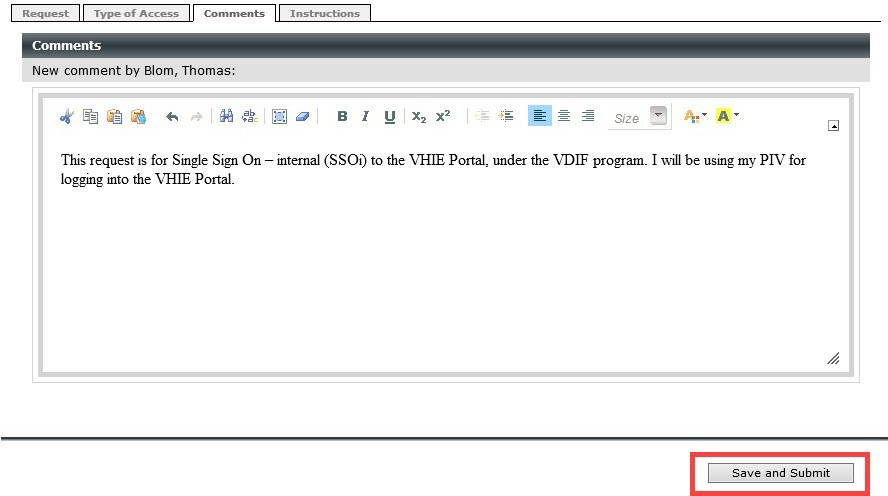 Request Type of Access Comments Instructions
Comments
New comment by Blom, Thomas:
B I U X₂ X² Size A A
This request is for Single Sign On – internal (SSOi) to the VHIE Portal, under the VDIF program. I will be using my PIV for
logging into the VHIE Portal.
Save and Submit